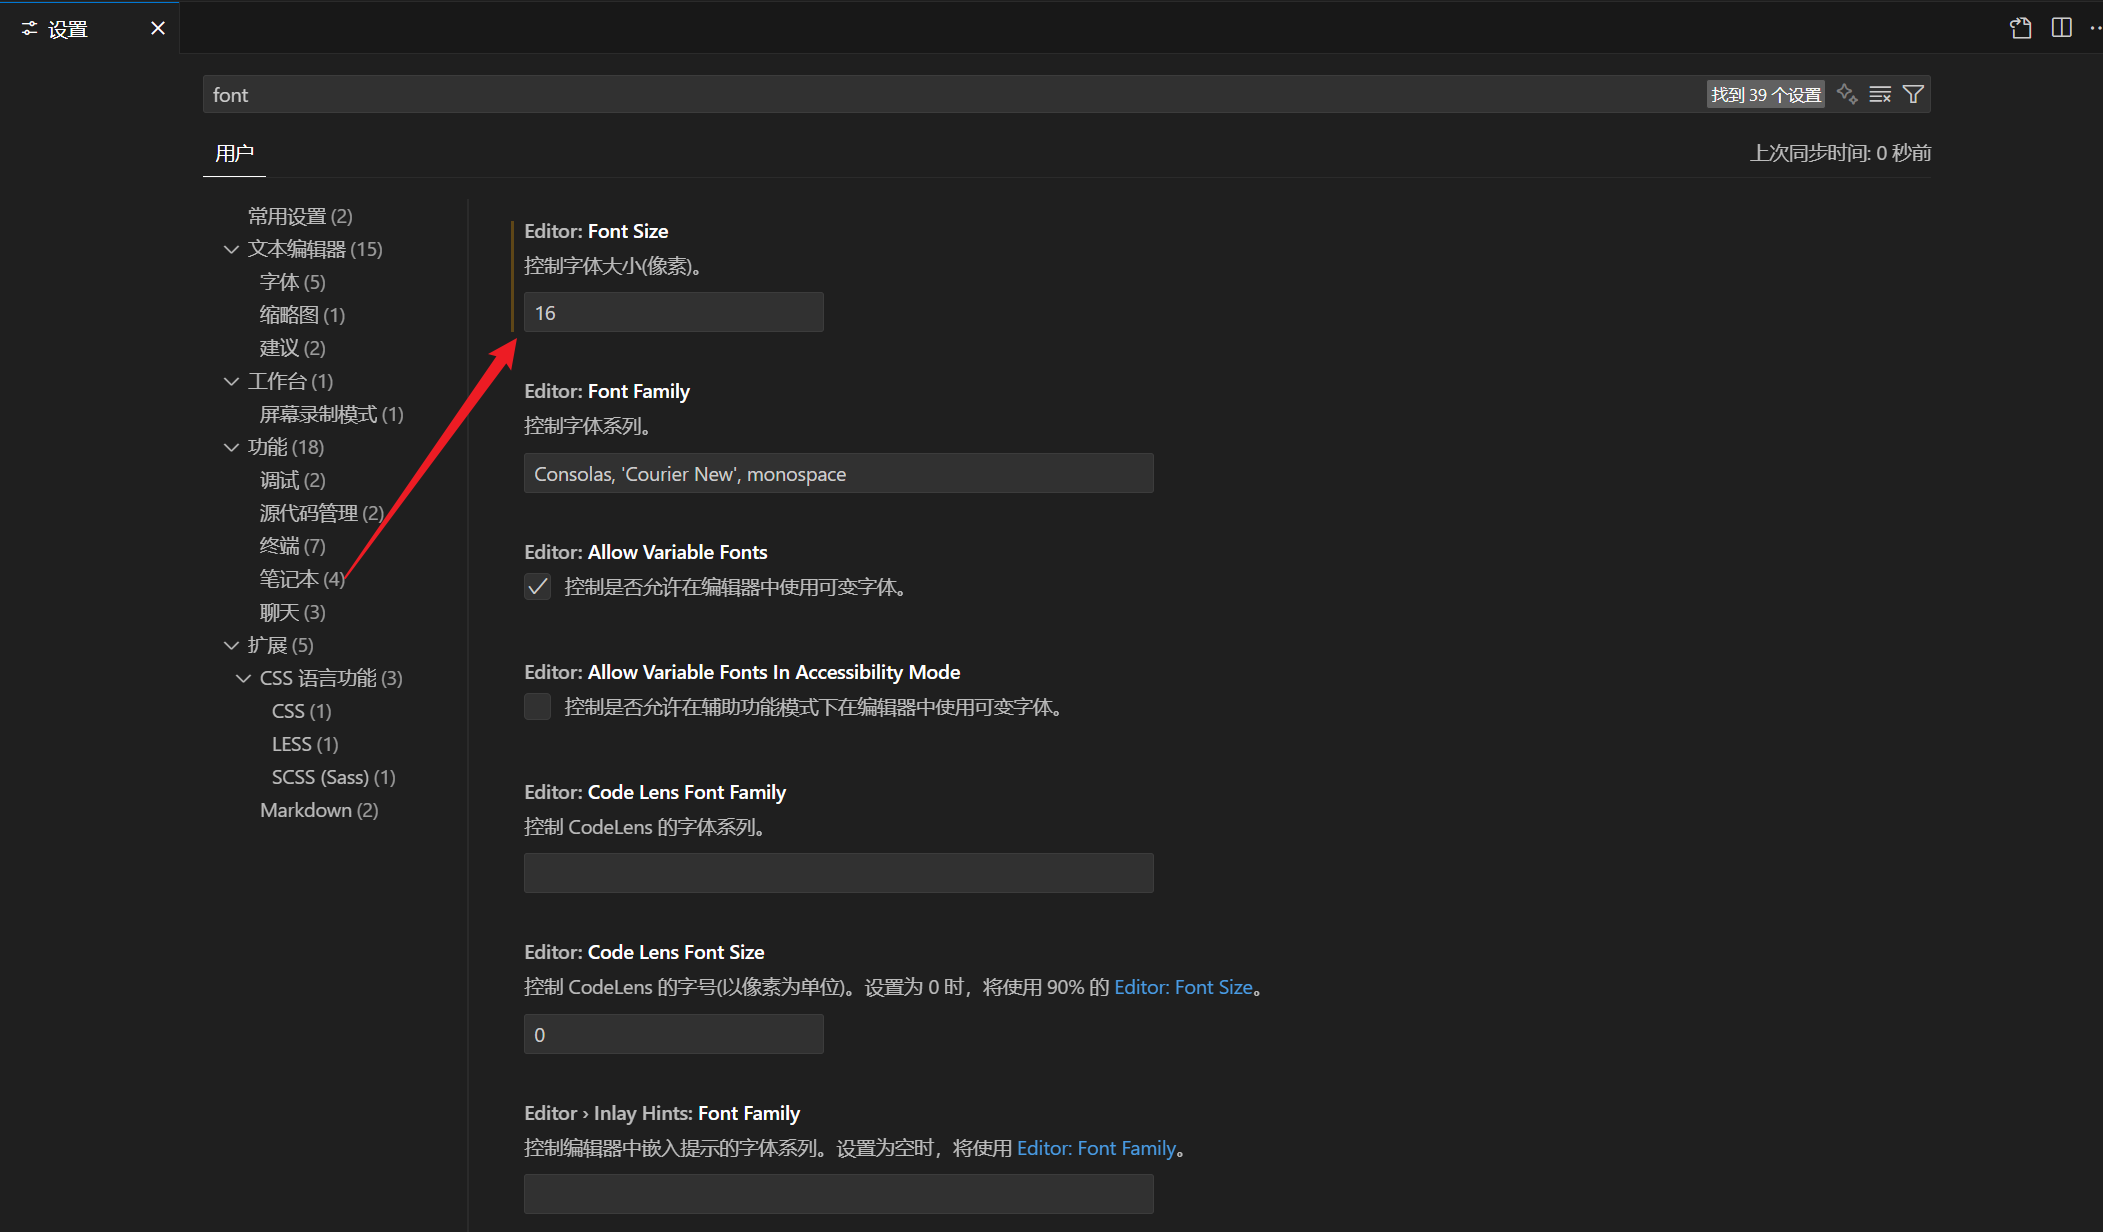 设置
font
找到 39 个设置
用户
上次同步时间: 0 秒前
常用设置 (2)
文本编辑器 (15)
字体 (5)
缩略图 (1)
建议 (2)
工作台 (1)
屏幕录制模式 (1)
功能 (18)
调试 (2)
源代码管理 (2)
终端 (7)
笔记本 (4)
聊天 (3)
扩展 (5)
CSS 语言功能 (3)
CSS (1)
LESS (1)
SCSS (Sass) (1)
Markdown (2)
Editor: Font Size
控制字体大小(像素)。
16
Editor: Font Family
控制字体系列。
Consolas, 'Courier New', monospace
Editor: Allow Variable Fonts
控制是否允许在编辑器中使用可变字体。
Editor: Allow Variable Fonts In Accessibility Mode
控制是否允许在辅助功能模式下在编辑器中使用可变字体。
Editor: Code Lens Font Family
控制 CodeLens 的字体系列。
Editor: Code Lens Font Size
控制 CodeLens 的字号(以像素为单位)。设置为 0 时，将使用 90% 的 Editor: Font Size。
0
Editor › Inlay Hints: Font Family
控制编辑器中嵌入提示的字体系列。设置为空时，将使用 Editor: Font Family。